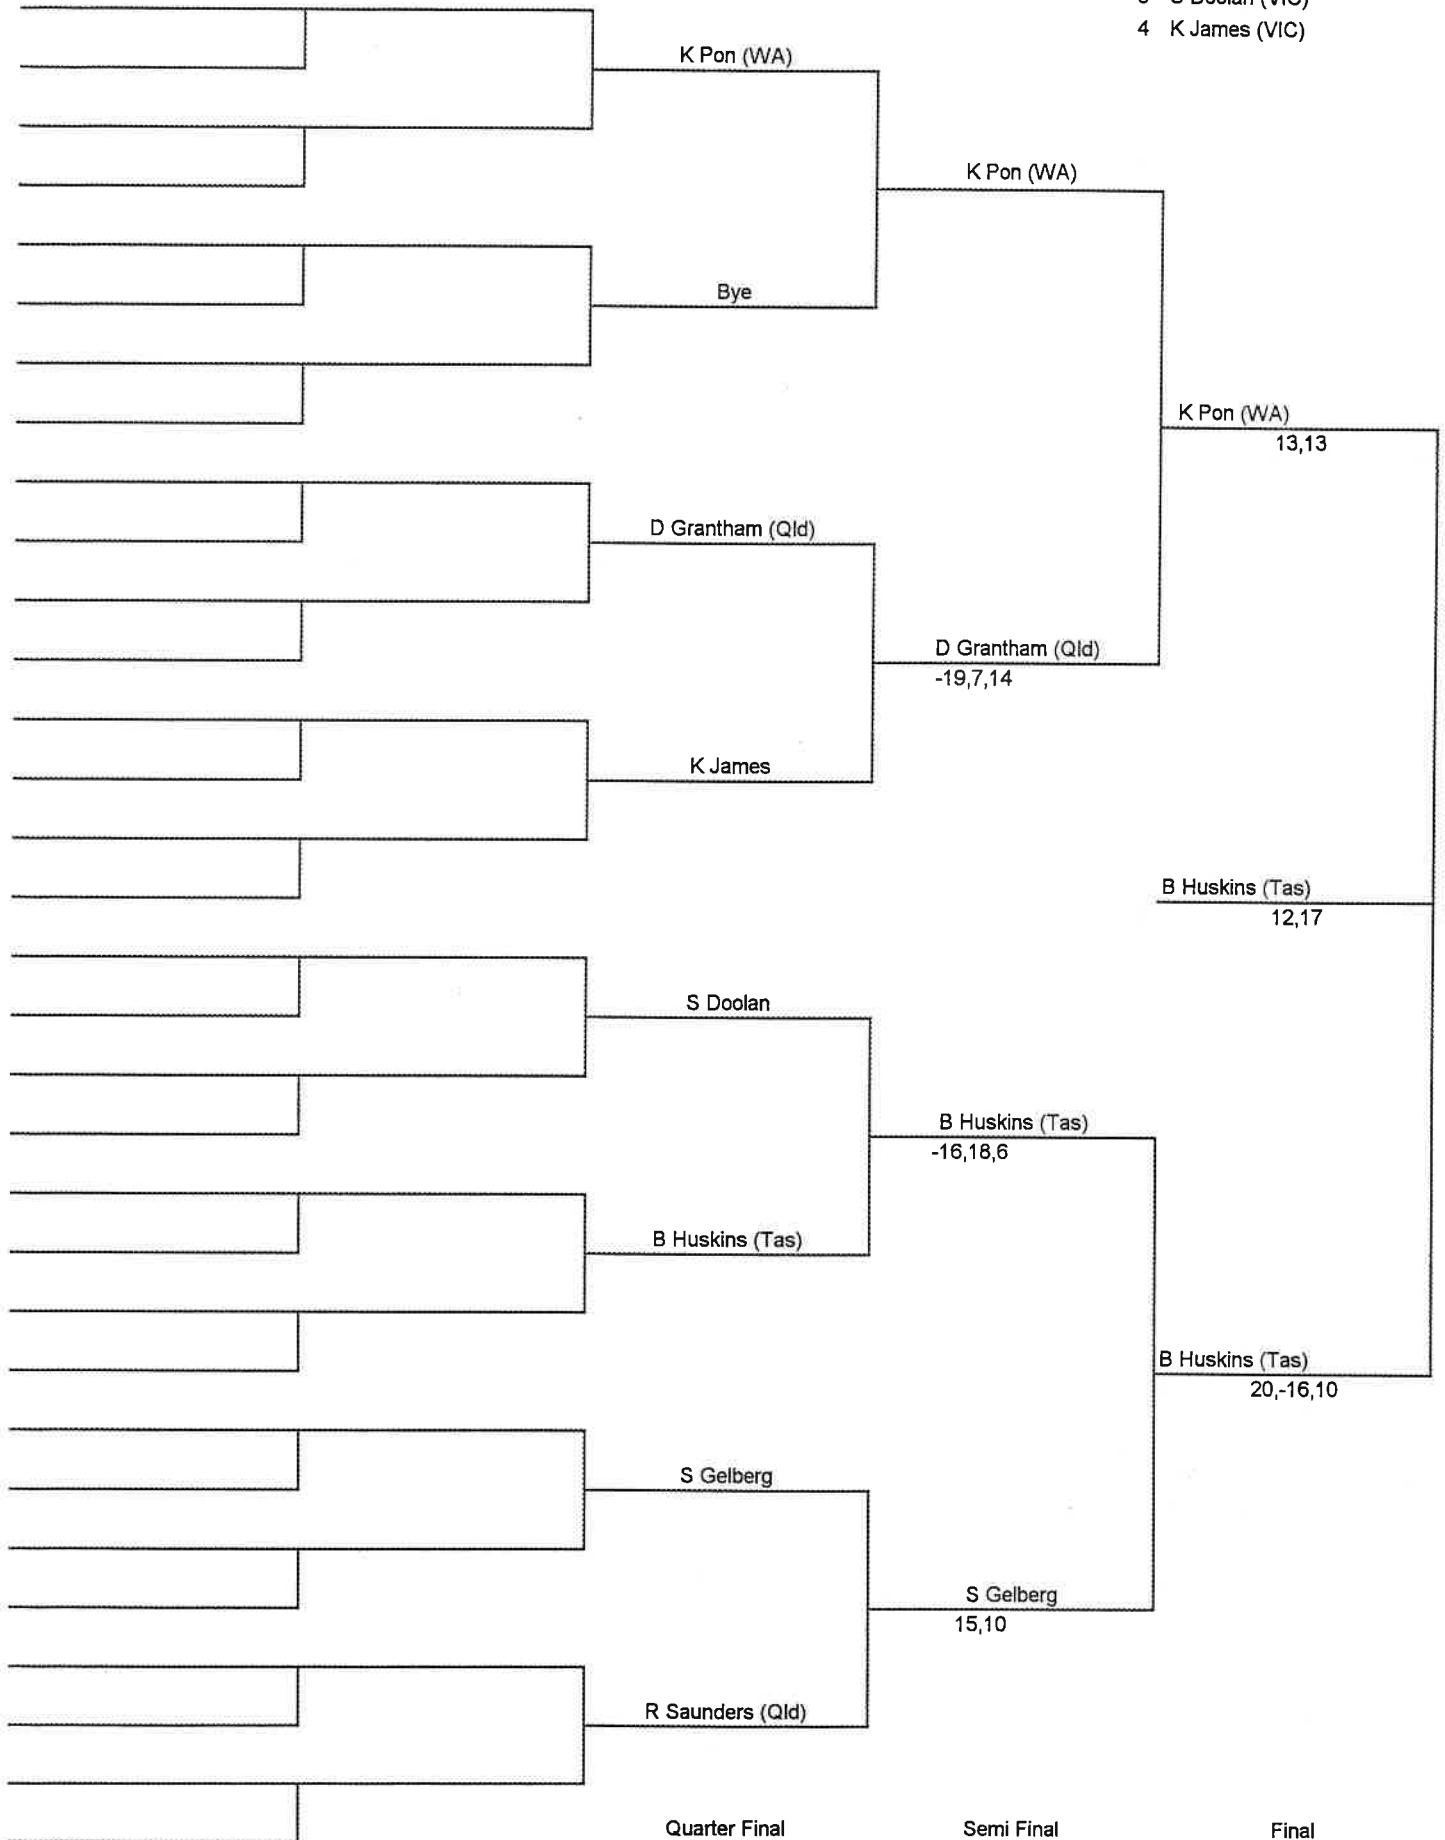 4 K James (VIC)
K Pon (WA)
K Pon (WA)
Bye
K Pon (WA)
13,13
D Grantham (Qld)
D Grantham (Qld)
-19,7,14
K James
B Huskins (Tas)
12,17
S Doolan
B Huskins (Tas)
-16,18,6
B Huskins (Tas)
B Huskins (Tas)
20,-16,10
S Gelberg
S Gelberg
15,10
R Saunders (Qld)
Quarter Final Semi Final Final